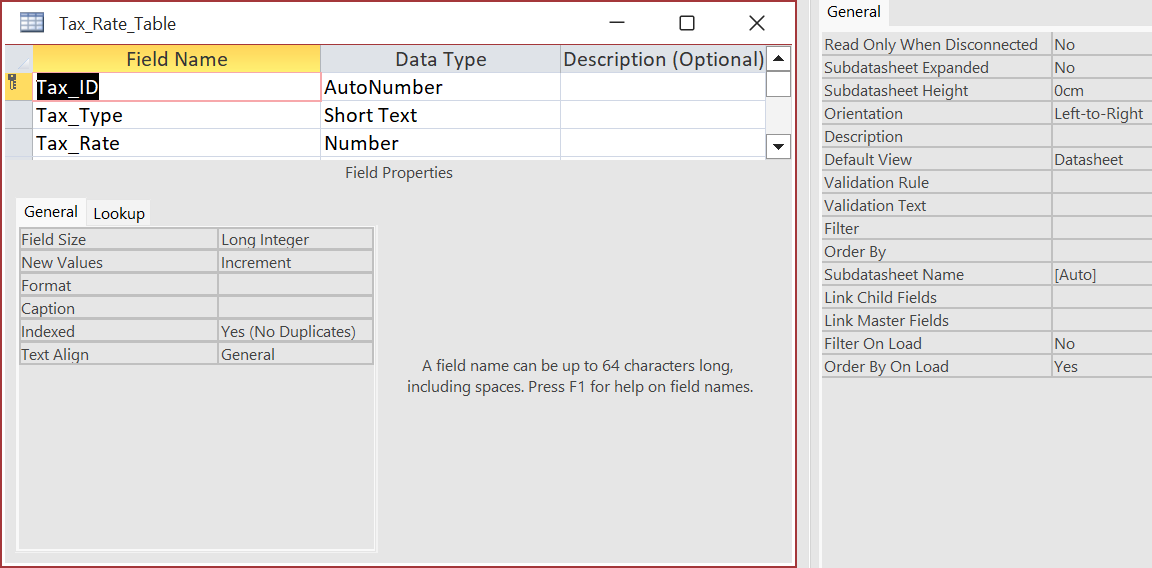 Tax_Rate_Table
Field Name Data Type Description (Optional)
Tax_ID AutoNumber
Tax_Type Short Text
Tax_Rate Number
Field Properties
General Lookup
Field Size Long Integer
New Values Increment
Format
Caption
Indexed Yes (No Duplicates)
Text Align General
A field name can be up to 64 characters long,
including spaces. Press F1 for help on field names.
General
Read Only When Disconnected No
Subdatasheet Expanded No
Subdatasheet Height 0cm
Orientation Left-to-Right
Description
Default View Datasheet
Validation Rule
Validation Text
Filter
Order By
Subdatasheet Name [Auto]
Link Child Fields
Link Master Fields
Filter On Load No
Order By On Load Yes